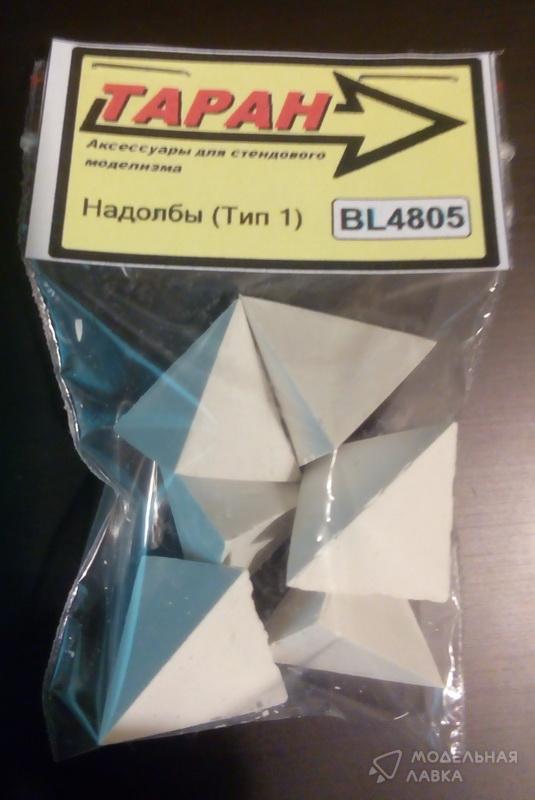 ТАРАН
Аксессуары для стендового
моделизма
Надолбы (Тип 1)
BL4805
МОДЕЛЬНАЯ
ЛАВКА